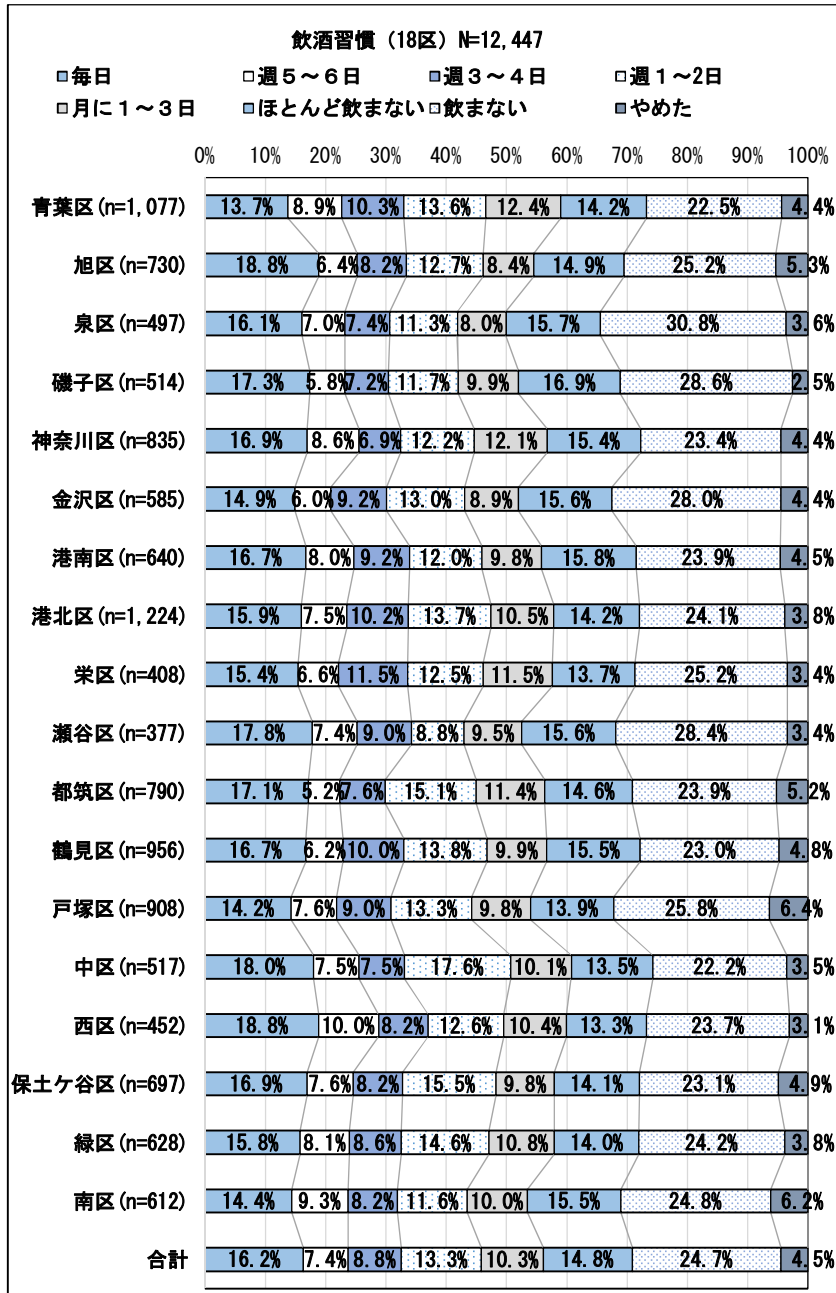 飲酒習慣（18区）N=12,447
毎日 週５～６日 週３～４日 週１～2日
月に１～３日 ほとんど飲まない 飲まない やめた
0% 10% 20% 30% 40% 50% 60% 70% 80% 90% 100%
青葉区(n=1,077) 13.7% 8.9% 10.3% 13.6% 12.4% 14.2% 22.5% 4.4%
旭区(n=730) 18.8% 6.4% 8.2% 12.7% 8.4% 14.9% 25.2% 5.3%
泉区(n=497) 16.1% 7.0% 7.4% 11.3% 8.0% 15.7% 30.8% 3.6%
磯子区(n=514) 17.3% 5.8% 7.2% 11.7% 9.9% 16.9% 28.6% 2.5%
神奈川区(n=835) 16.9% 8.6% 6.9% 12.2% 12.1% 15.4% 23.4% 4.4%
金沢区(n=585) 14.9% 6.0% 9.2% 13.0% 8.9% 15.6% 28.0% 4.4%
港南区(n=640) 16.7% 8.0% 9.2% 12.0% 9.8% 15.8% 23.9% 4.5%
港北区(n=1,224) 15.9% 7.5% 10.2% 13.7% 10.5% 14.2% 24.1% 3.8%
栄区(n=408) 15.4% 6.6% 11.5% 12.5% 11.5% 13.7% 25.2% 3.4%
瀬谷区(n=377) 17.8% 7.4% 9.0% 8.8% 9.5% 15.6% 28.4% 3.4%
都筑区(n=790) 17.1% 5.2% 7.6% 15.1% 11.4% 14.6% 23.9% 5.2%
鶴見区(n=956) 16.7% 6.2% 10.0% 13.8% 9.9% 15.5% 23.0% 4.8%
戸塚区(n=908) 14.2% 7.6% 9.0% 13.3% 9.8% 13.9% 25.8% 6.4%
中区(n=517) 18.0% 7.5% 7.5% 17.6% 10.1% 13.5% 22.2% 3.5%
西区(n=452) 18.8% 10.0% 8.2% 12.6% 10.4% 13.3% 23.7% 3.1%
保土ケ谷区(n=697) 16.9% 7.6% 8.2% 15.5% 9.8% 14.1% 23.1% 4.9%
緑区(n=628) 15.8% 8.1% 8.6% 14.6% 10.8% 14.0% 24.2% 3.8%
南区(n=612) 14.4% 9.3% 8.2% 11.6% 10.0% 15.5% 24.8% 6.2%
合計 16.2% 7.4% 8.8% 13.3% 10.3% 14.8% 24.7% 4.5%